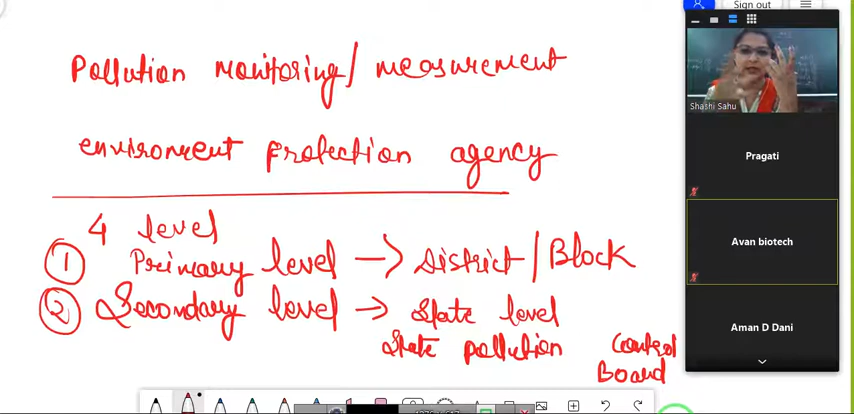 Sign out
Pollution monitoring/measurement
environment protection agency
4 level
① Primary level → District/Block
② Secondary level → State level
State pollution control
Board
Shashi Sahu
Pragati
Avan biotech
Aman D Dani